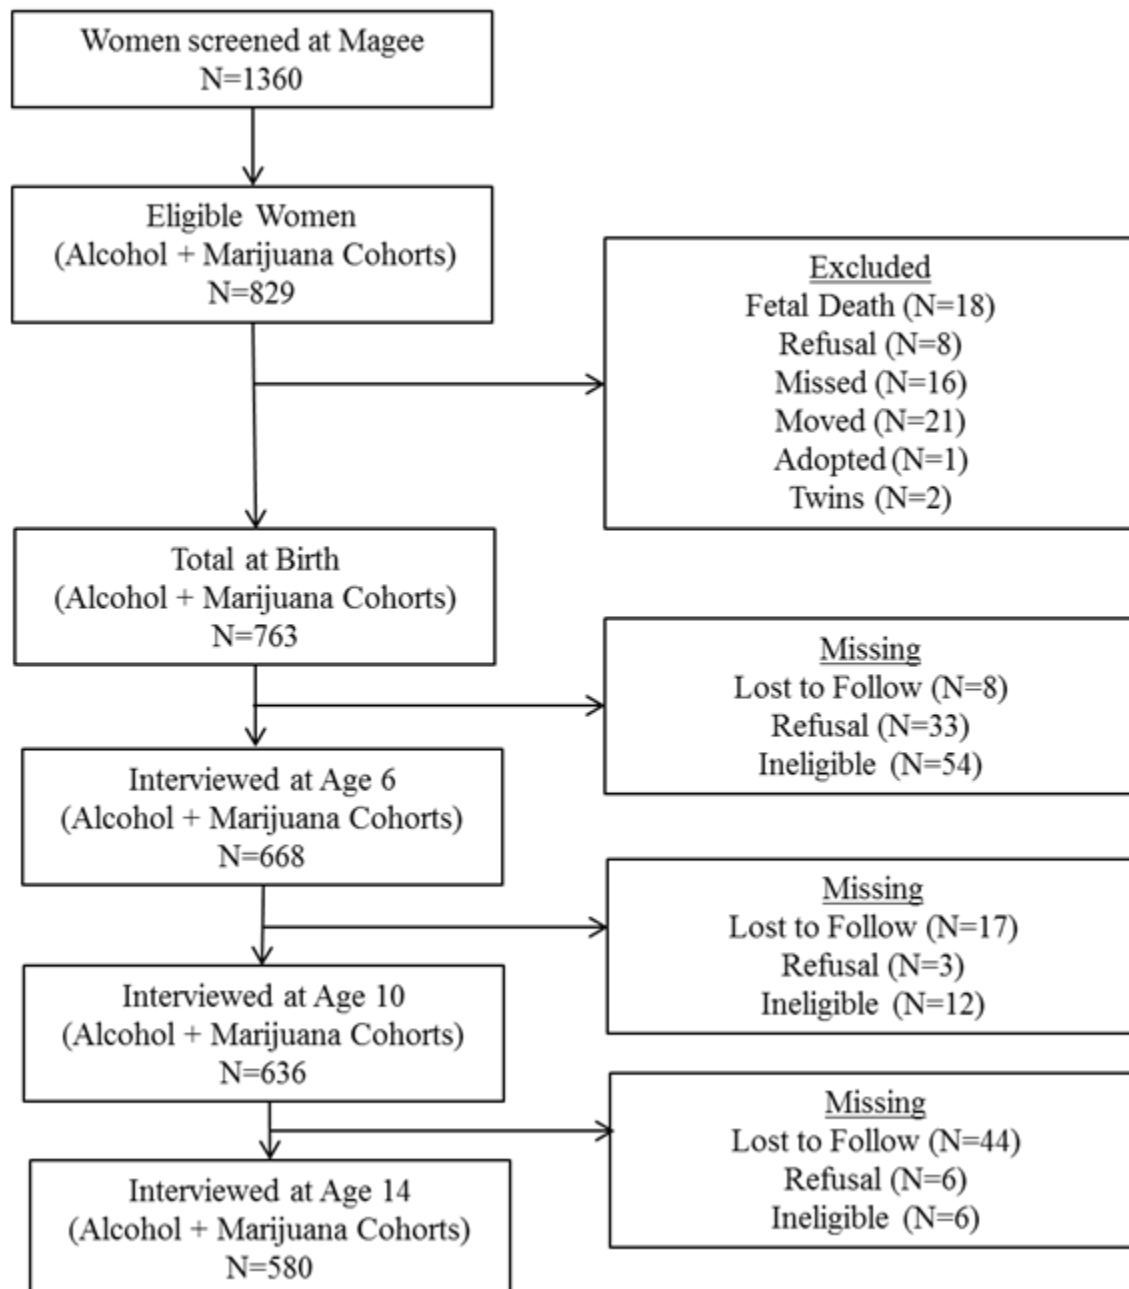 Women screened at Magee
N=1360
Eligible Women
(Alcohol + Marijuana Cohorts)
N=829
Excluded
Fetal Death (N=18)
Refusal (N=8)
Missed (N=16)
Moved (N=21)
Adopted (N=1)
Twins (N=2)
Total at Birth
(Alcohol + Marijuana Cohorts)
N=763
Missing
Lost to Follow (N=8)
Refusal (N=33)
Ineligible (N=54)
Interviewed at Age 6
(Alcohol + Marijuana Cohorts)
N=668
Missing
Lost to Follow (N=17)
Refusal (N=3)
Ineligible (N=12)
Interviewed at Age 10
(Alcohol + Marijuana Cohorts)
N=636
Missing
Lost to Follow (N=44)
Refusal (N=6)
Ineligible (N=6)
Interviewed at Age 14
(Alcohol + Marijuana Cohorts)
N=580